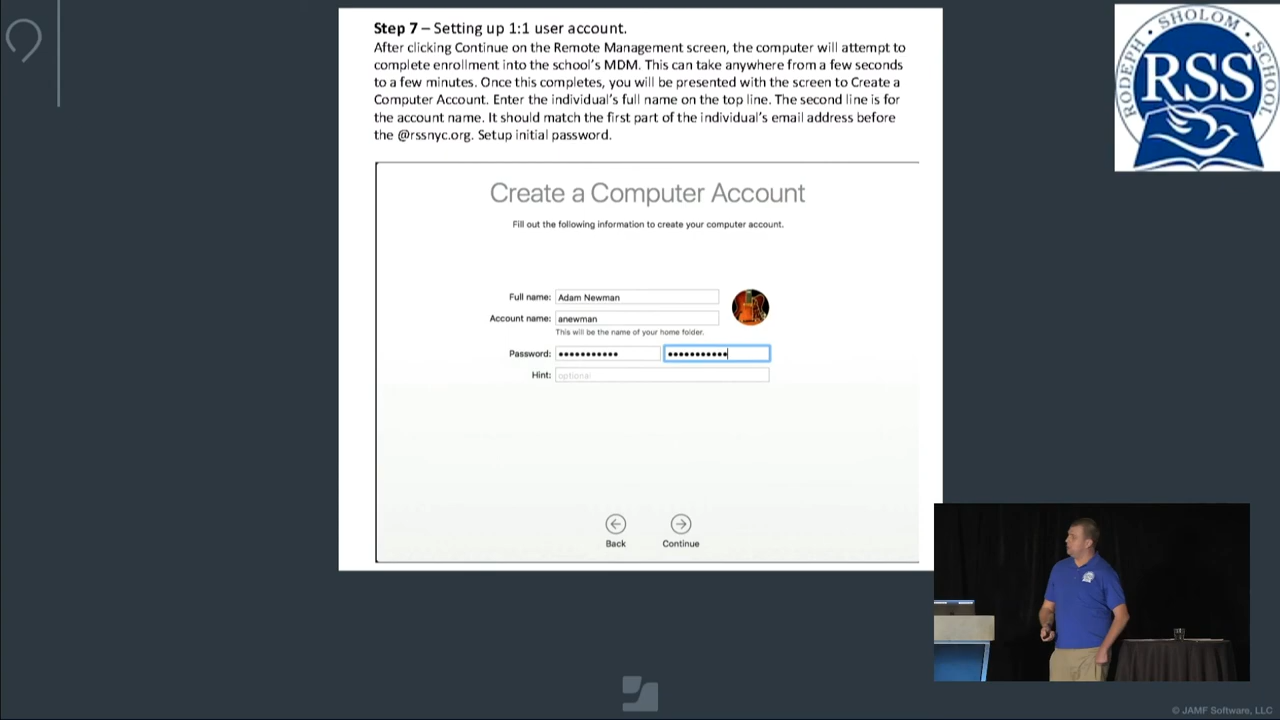 Step 7 – Setting up 1:1 user account.
After clicking Continue on the Remote Management screen, the computer will attempt to
complete enrollment into the school's MDM. This can take anywhere from a few seconds
to a few minutes. Once this completes, you will be presented with the screen to Create a
Computer Account. Enter the individual's full name on the top line. The second line is for
the account name. It should match the first part of the individual's email address before
the @rssnyc.org. Setup initial password.
RODEPH · SHOLOM · SCHOOL
RSS
Create a Computer Account
Fill out the following information to create your computer account.
Full name: Adam Newman
Account name: anewman
This will be the name of your home folder.
Password: ••••••••••• •••••••••••
Hint: optional
Back Continue
© JAMF Software, LLC